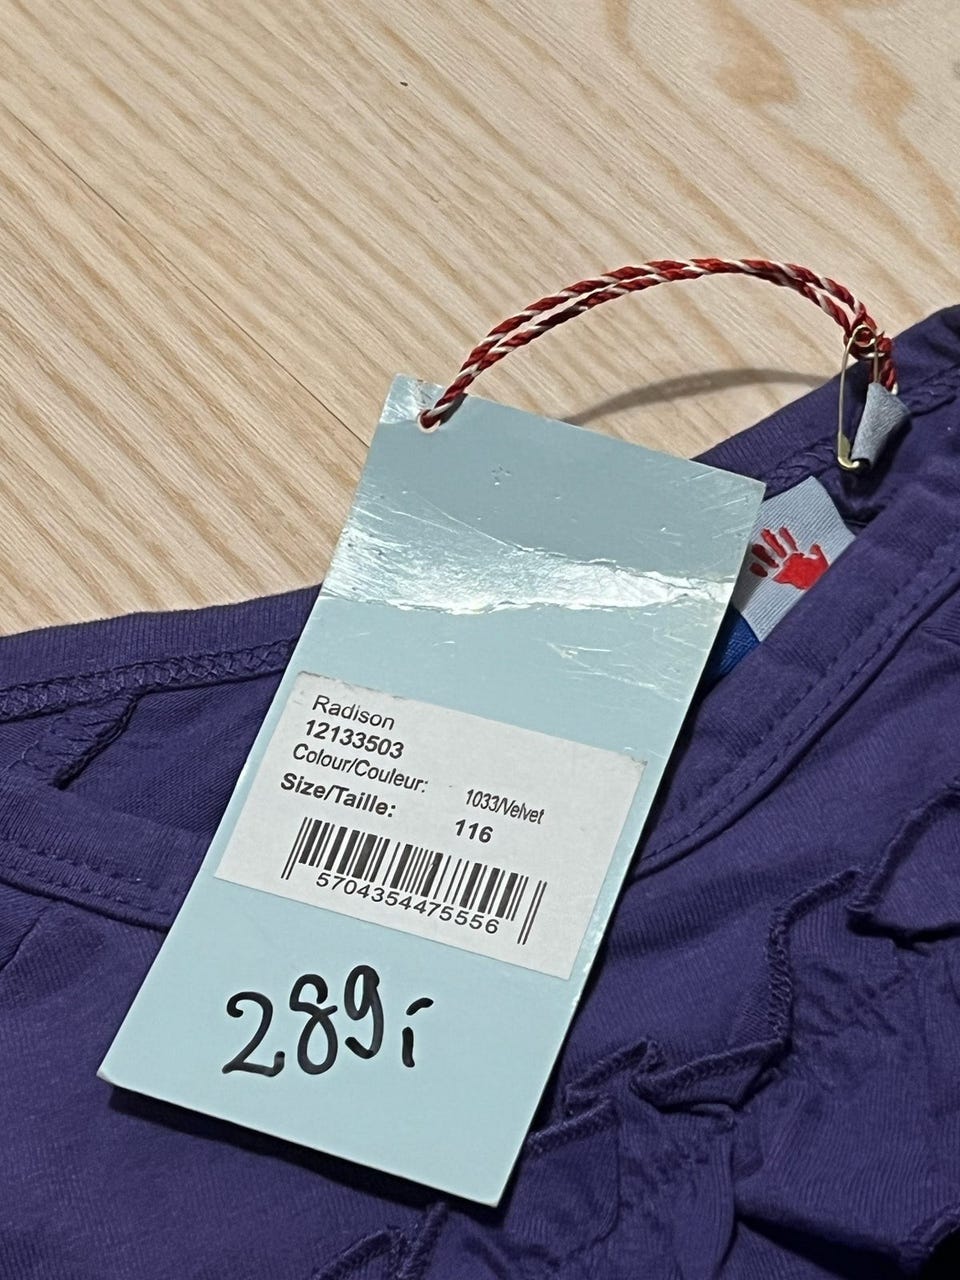 Radison
12133503
Colour/Couleur: 1033/Velvet
Size/Taille: 116
5704354475556
289